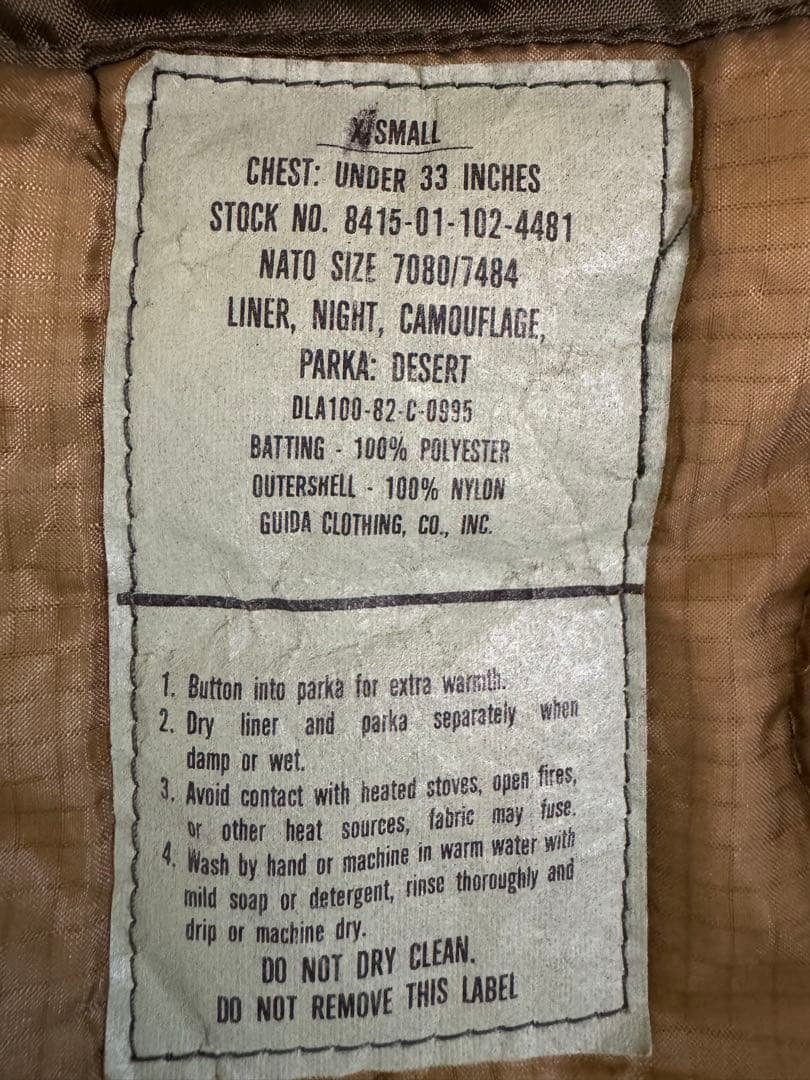 X/SMALL
CHEST: UNDER 33 INCHES
STOCK NO. 8415-01-102-4481
NATO SIZE 7080/7484
LINER, NIGHT, CAMOUFLAGE,
PARKA: DESERT
DLA100-82-C-0995
BATTING - 100% POLYESTER
OUTERSHELL - 100% NYLON
GUIDA CLOTHING, CO., INC.
1. Button into parka for extra warmth.
2. Dry liner and parka separately when
damp or wet.
3. Avoid contact with heated stoves, open fires,
or other heat sources, fabric may fuse.
4. Wash by hand or machine in warm water with
mild soap or detergent, rinse thoroughly and
drip or machine dry.
DO NOT DRY CLEAN.
DO NOT REMOVE THIS LABEL